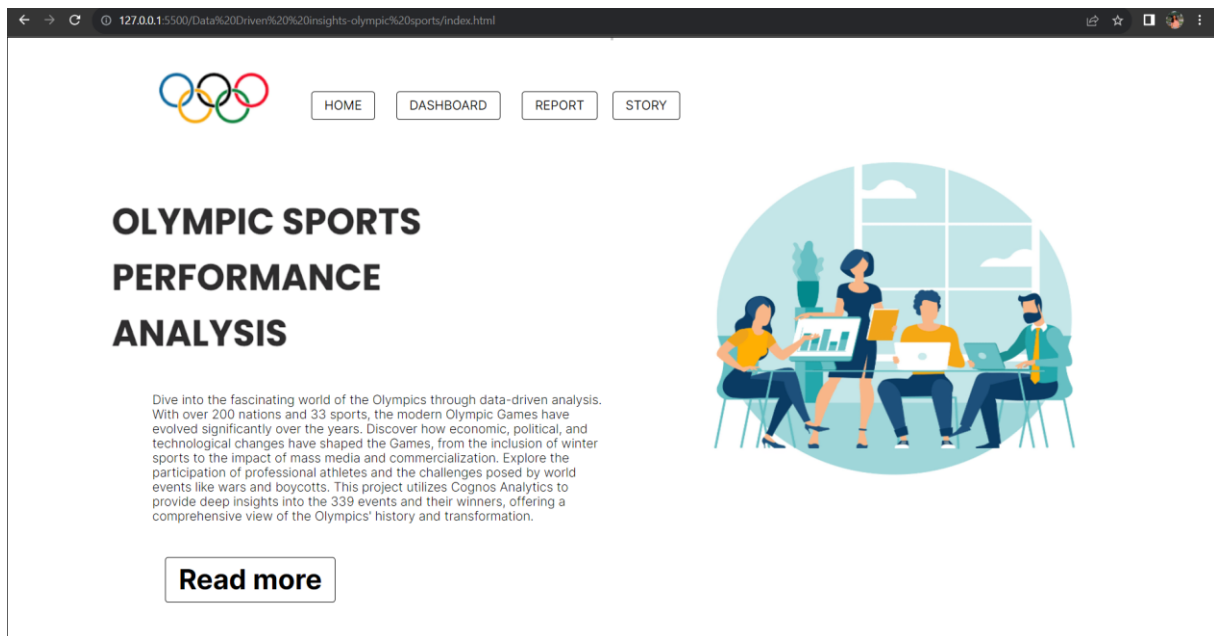 127.0.0.1:5500/Data%20Driven%20%20insights-olympic%20sports/index.html
HOME DASHBOARD REPORT STORY
OLYMPIC SPORTS
PERFORMANCE
ANALYSIS
Dive into the fascinating world of the Olympics through data-driven analysis.
With over 200 nations and 33 sports, the modern Olympic Games have
evolved significantly over the years. Discover how economic, political, and
technological changes have shaped the Games, from the inclusion of winter
sports to the impact of mass media and commercialization. Explore the
participation of professional athletes and the challenges posed by world
events like wars and boycotts. This project utilizes Cognos Analytics to
provide deep insights into the 339 events and their winners, offering a
comprehensive view of the Olympics' history and transformation.
Read more